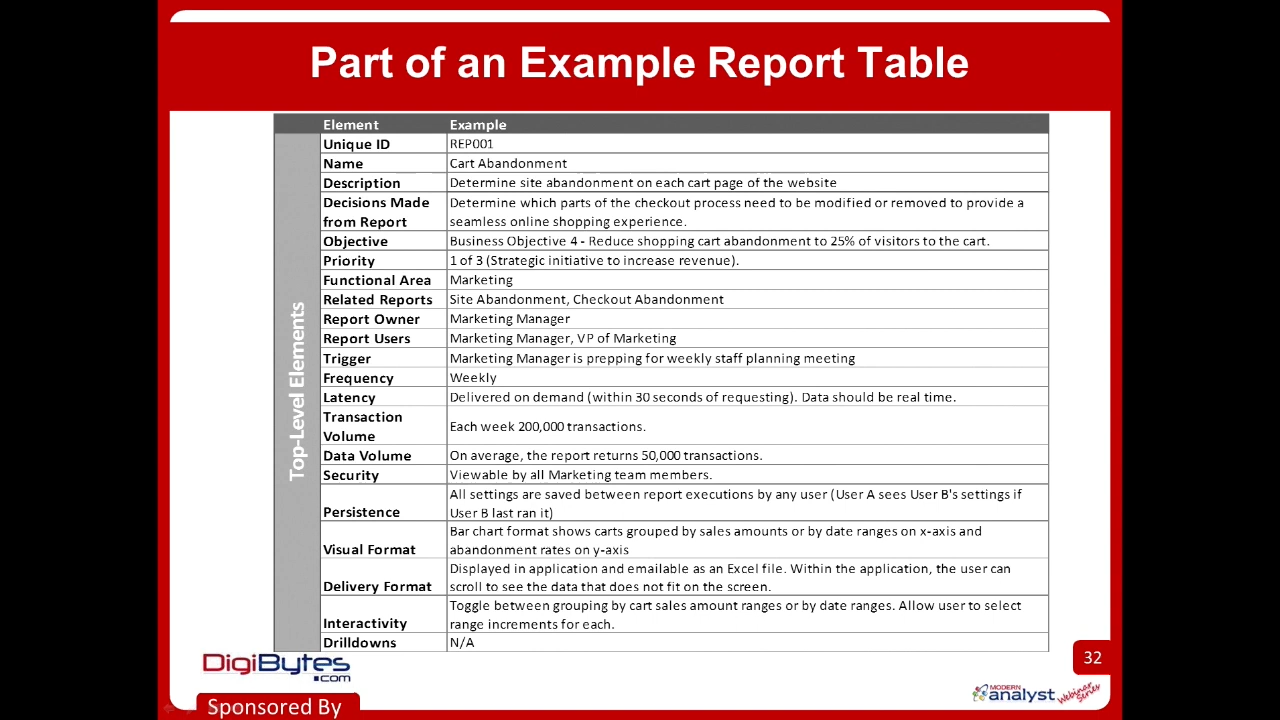 Part of an Example Report Table
Element Example
Top-Level Elements
Unique ID REP001
Name Cart Abandonment
Description Determine site abandonment on each cart page of the website
Decisions Made Determine which parts of the checkout process need to be modified or removed to provide a
from Report seamless online shopping experience.
Objective Business Objective 4 - Reduce shopping cart abandonment to 25% of visitors to the cart.
Priority 1 of 3 (Strategic initiative to increase revenue).
Functional Area Marketing
Related Reports Site Abandonment, Checkout Abandonment
Report Owner Marketing Manager
Report Users Marketing Manager, VP of Marketing
Trigger Marketing Manager is prepping for weekly staff planning meeting
Frequency Weekly
Latency Delivered on demand (within 30 seconds of requesting). Data should be real time.
Transaction
Volume Each week 200,000 transactions.
Data Volume On average, the report returns 50,000 transactions.
Security Viewable by all Marketing team members.
All settings are saved between report executions by any user (User A sees User B's settings if
Persistence User B last ran it)
Bar chart format shows carts grouped by sales amounts or by date ranges on x-axis and
Visual Format abandonment rates on y-axis
Displayed in application and emailable as an Excel file. Within the application, the user can
Delivery Format scroll to see the data that does not fit on the screen.
Toggle between grouping by cart sales amount ranges or by date ranges. Allow user to select
Interactivity range increments for each.
Drilldowns N/A
DigiBytes
.com
32
MODERN
analyst Webinar
Series
Sponsored By